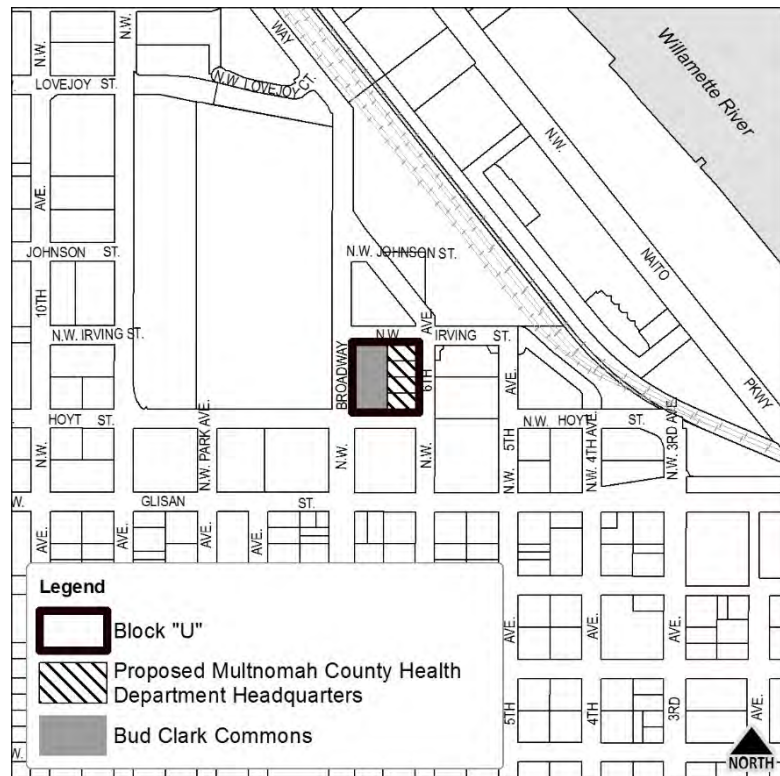 N.W.
N.W.
WAY
LOVEJOY ST.
N.W. LOVEJOY CT.
Willamette River
N.W.
AVE.
JOHNSON ST.
N.W. JOHNSON ST.
NAITO
10TH
N.W. IRVING ST.
BROADWAY
N.W.
AVE
IRVING ST.
6TH
AVE.
PKWY
HOYT ST.
N.W. PARK AVE.
N.W.
N.W.
N.W.
N.W. HOYT ST.
5TH
N.W.
N.W. 4TH AVE.
N.W. 3RD AVE.
W.
GLISAN ST.
AVE.
AVE.
AVE.
AVE.
AVE.
AVE.
AVE.
5TH
4TH
3RD
AVE.
W.
Legend
Block "U"
Proposed Multnomah County Health
Department Headquarters
Bud Clark Commons
NORTH